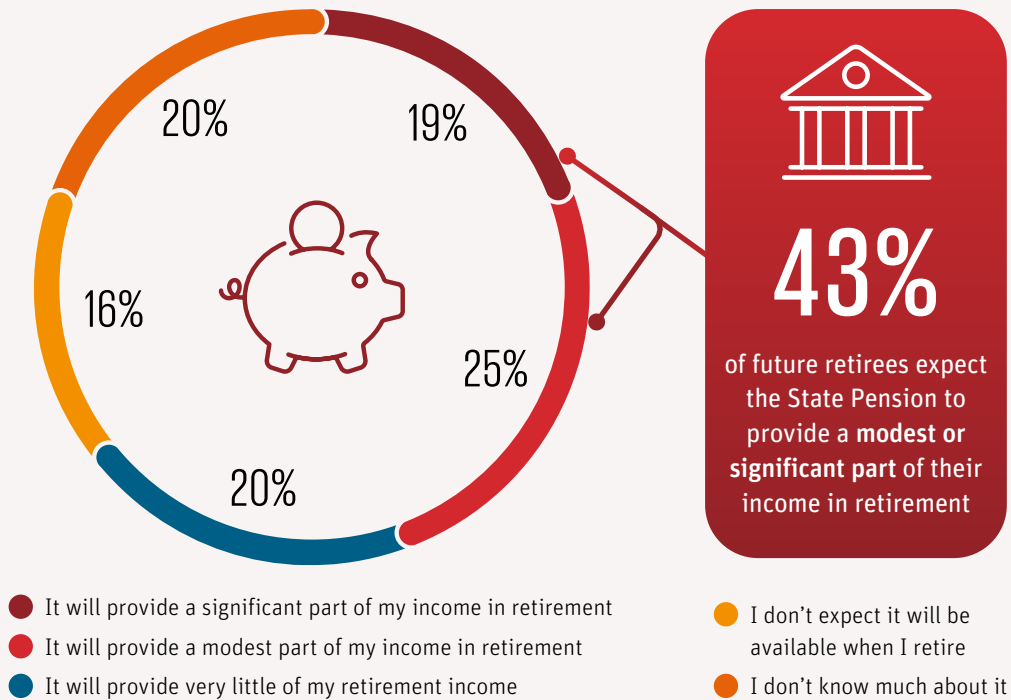 20%
19%
16%
25%
20%
43%
of future retirees expect
the State Pension to
provide a modest or
significant part of their
income in retirement
It will provide a significant part of my income in retirement
It will provide a modest part of my income in retirement
It will provide very little of my retirement income
I don't expect it will be
available when I retire
I don't know much about it